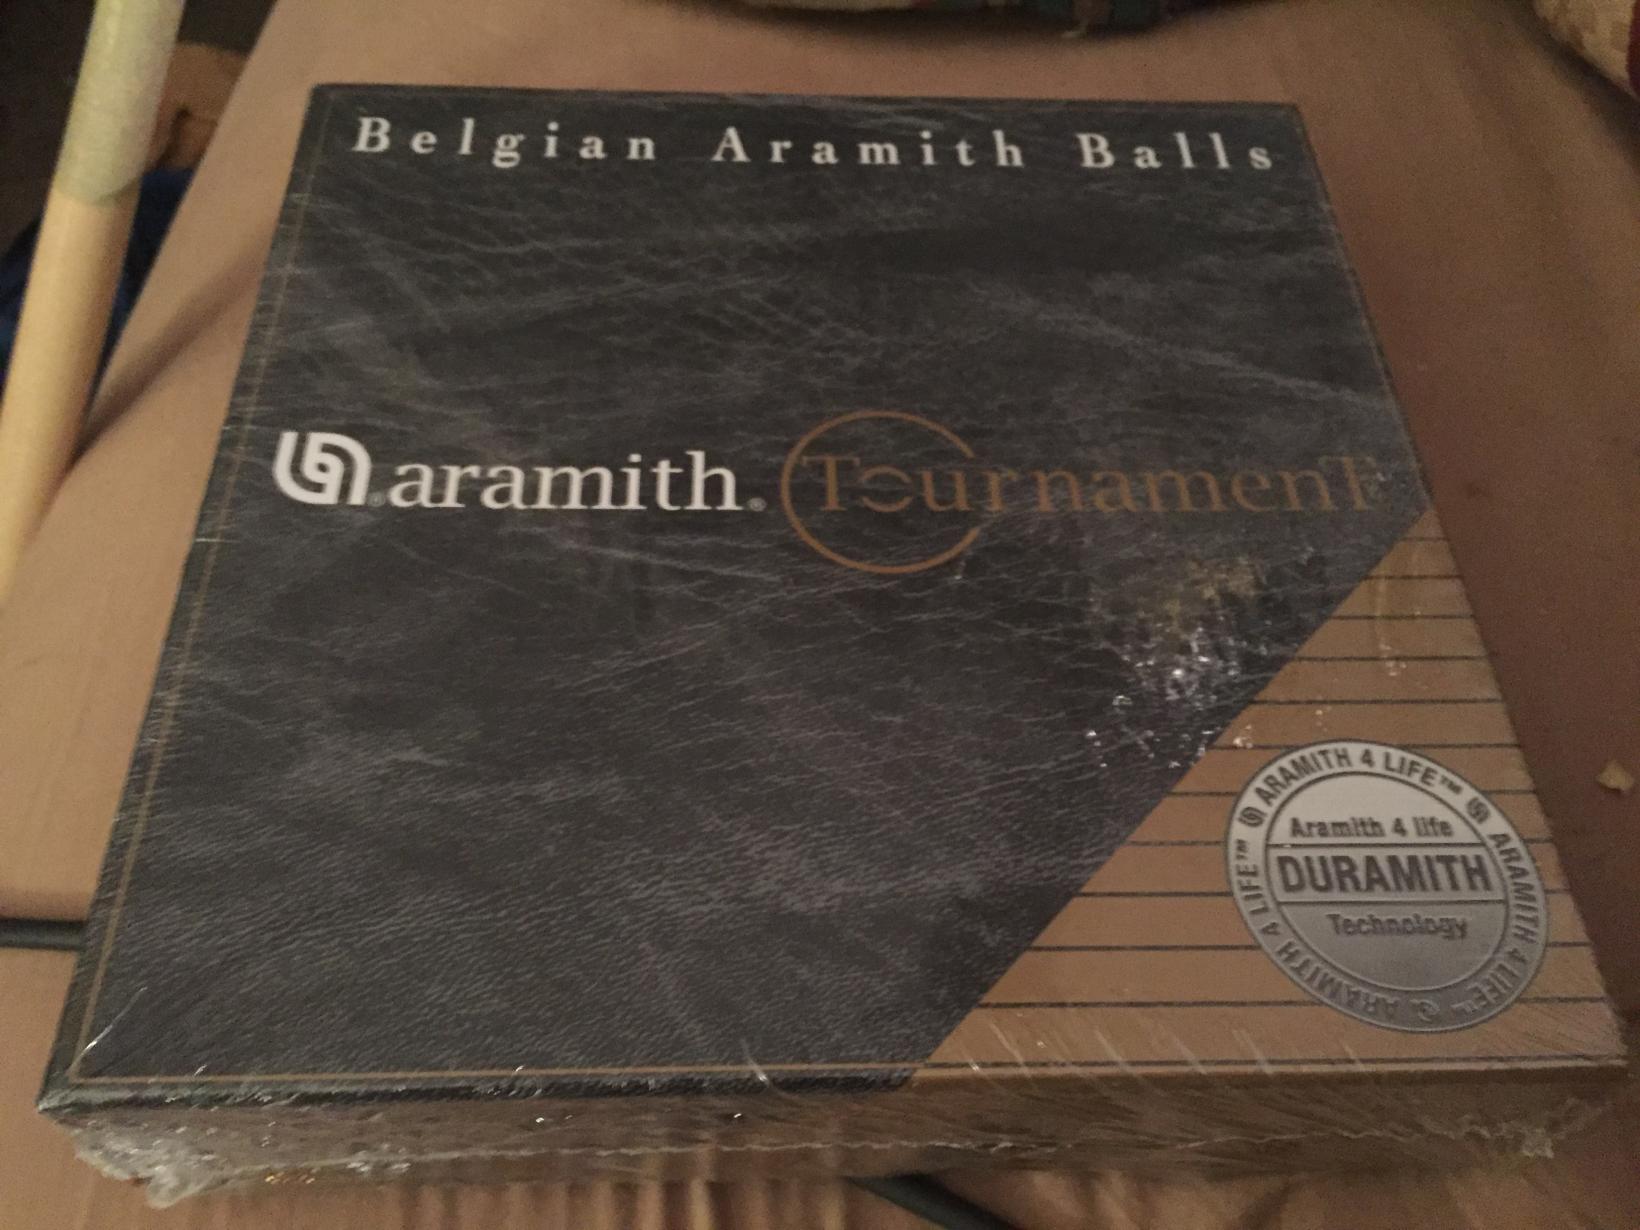 Belgian Aramith Balls
aramith® Tournament
ARAMITH 4 LIFE™ ARAMITH 4 LIFE™ ARAMITH 4 LIFE™
Aramith 4 life
DURAMITH
Technology